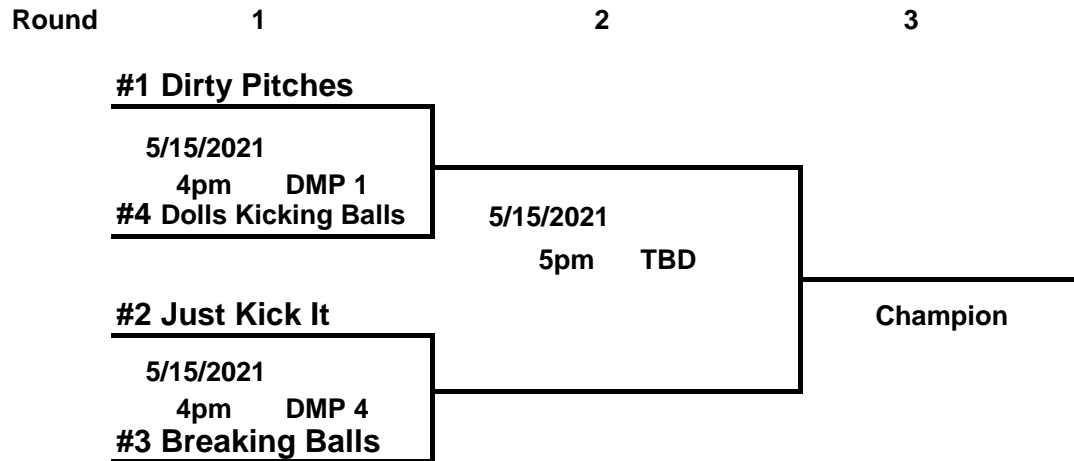 Round 1 2 3
#1 Dirty Pitches
5/15/2021
4pm DMP 1
#4 Dolls Kicking Balls
5/15/2021
5pm TBD
#2 Just Kick It
Champion
5/15/2021
4pm DMP 4
#3 Breaking Balls